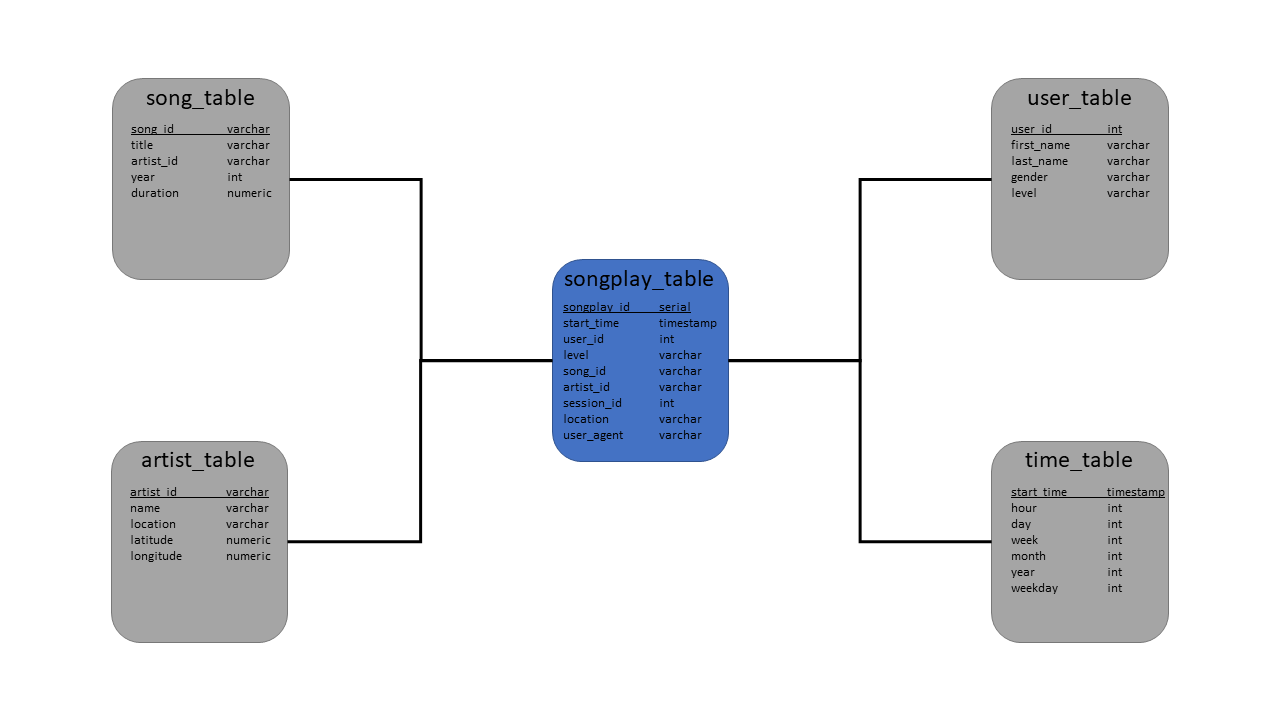 song_table
song_id varchar
title varchar
artist_id varchar
year int
duration numeric
user_table
user_id int
first_name varchar
last_name varchar
gender varchar
level varchar
songplay_table
songplay_id serial
start_time timestamp
user_id int
level varchar
song_id varchar
artist_id varchar
session_id int
location varchar
user_agent varchar
artist_table
artist_id varchar
name varchar
location varchar
latitude numeric
longitude numeric
time_table
start_time timestamp
hour int
day int
week int
month int
year int
weekday int